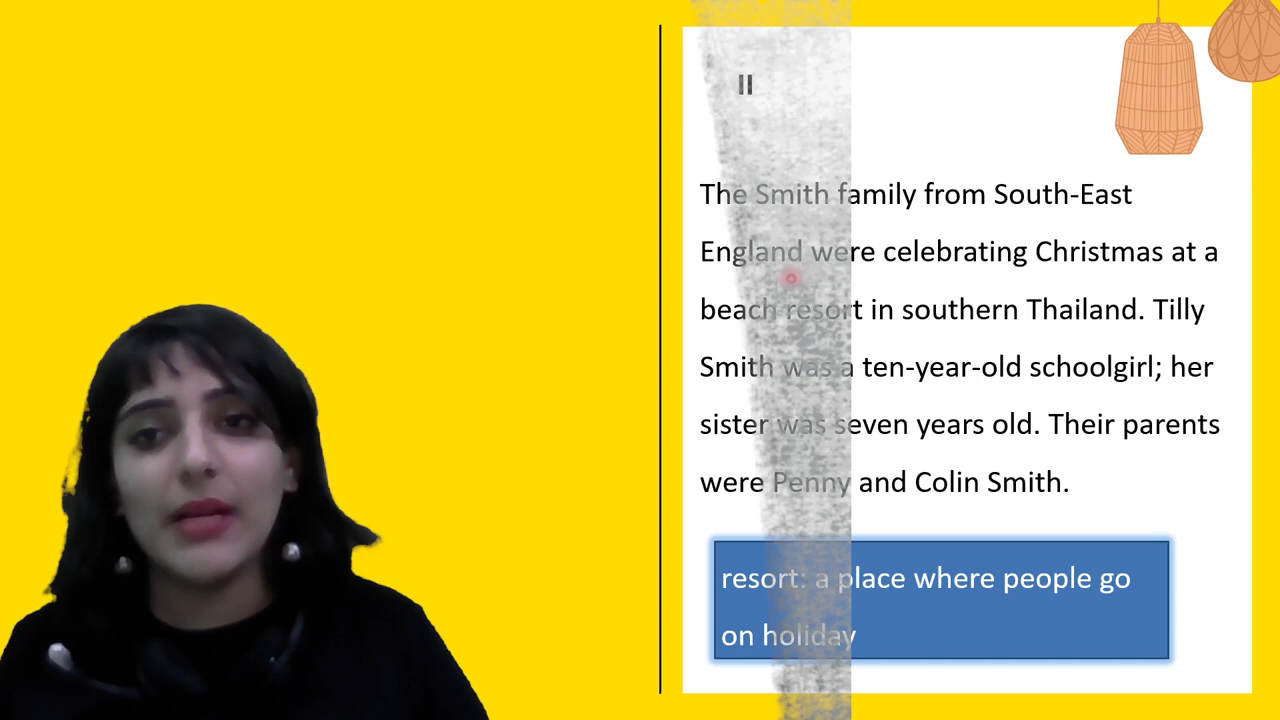 II
The Smith family from South-East
England were celebrating Christmas at a
beach resort in southern Thailand. Tilly
Smith was a ten-year-old schoolgirl; her
sister was seven years old. Their parents
were Penny and Colin Smith.
resort: a place where people go
on holiday